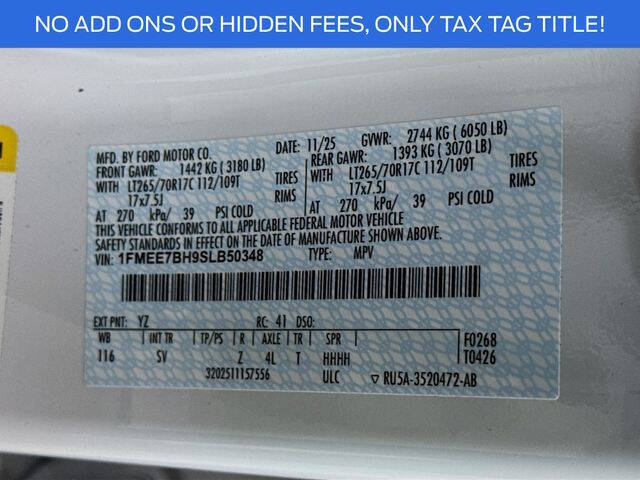 NO ADD ONS OR HIDDEN FEES, ONLY TAX TAG TITLE!
MFD. BY FORD MOTOR CO. DATE: 11/25 GVWR: 2744 KG ( 6050 LB)
FRONT GAWR: 1442 KG ( 3180 LB) REAR GAWR: 1393 KG ( 3070 LB)
WITH LT265/70R17C 112/109T TIRES WITH LT265/70R17C 112/109T TIRES
17x7.5J RIMS 17x7.5J RIMS
AT 270 kPa/ 39 PSI COLD AT 270 kPa/ 39 PSI COLD
THIS VEHICLE CONFORMS TO ALL APPLICABLE FEDERAL MOTOR VEHICLE
SAFETY STANDARDS IN EFFECT ON THE DATE OF MANUFACTURE SHOWN ABOVE.
VIN: 1FMEE7BH9SLB50348 TYPE: MPV
EXT PNT: YZ RC: 41 DSO:
WB INT TR TP/PS R AXLE TR SPR F0268
116 SV Z 4L T HHHH T0426
3202511157556 ULC ▽ RU5A-3520472-AB